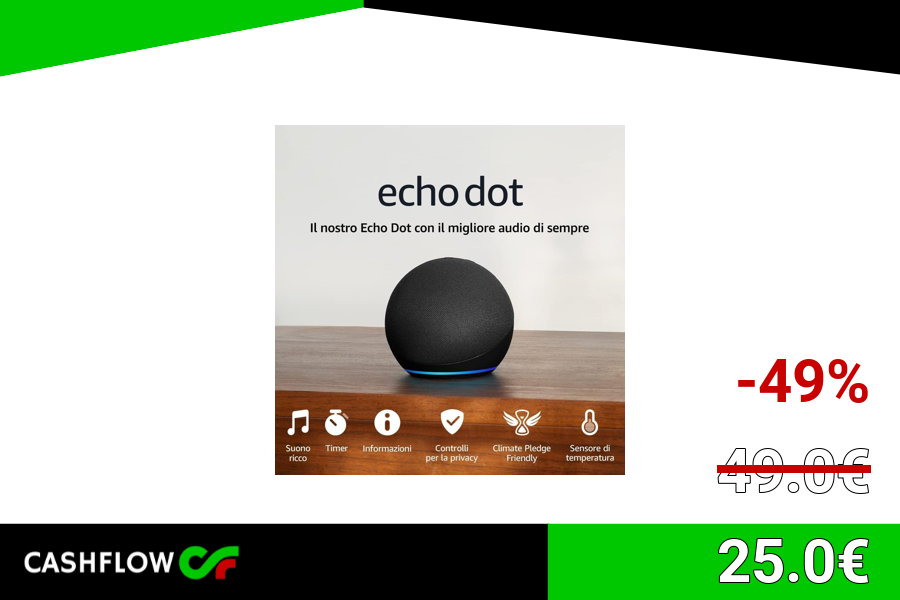 echo dot
Il nostro Echo Dot con il migliore audio di sempre
Suono
ricco
Timer
Informazioni
Controlli
per la privacy
Climate Pledge
Friendly
Sensore di
temperatura
-49%
49.0€
CASHFLOW
25.0€